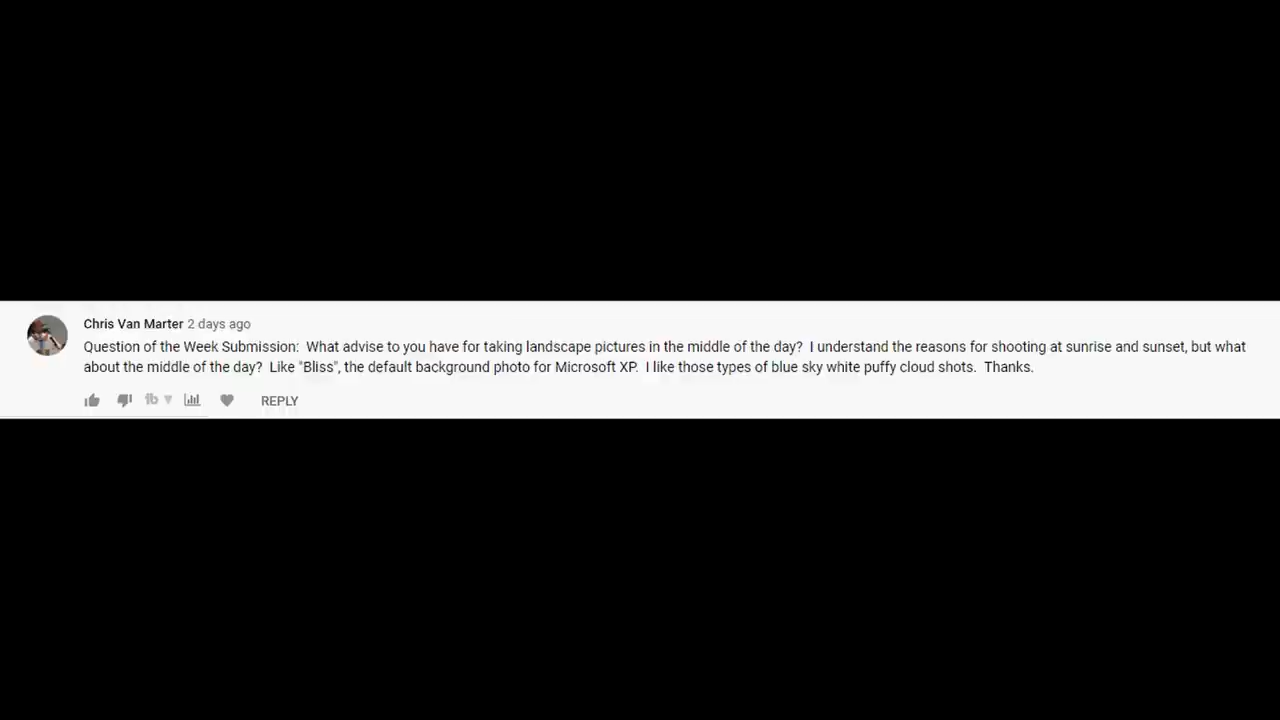 Chris Van Marter 2 days ago
Question of the Week Submission:  What advise to you have for taking landscape pictures in the middle of the day?  I understand the reasons for shooting at sunrise and sunset, but what
about the middle of the day?  Like "Bliss", the default background photo for Microsoft XP.  I like those types of blue sky white puffy cloud shots.  Thanks.
REPLY